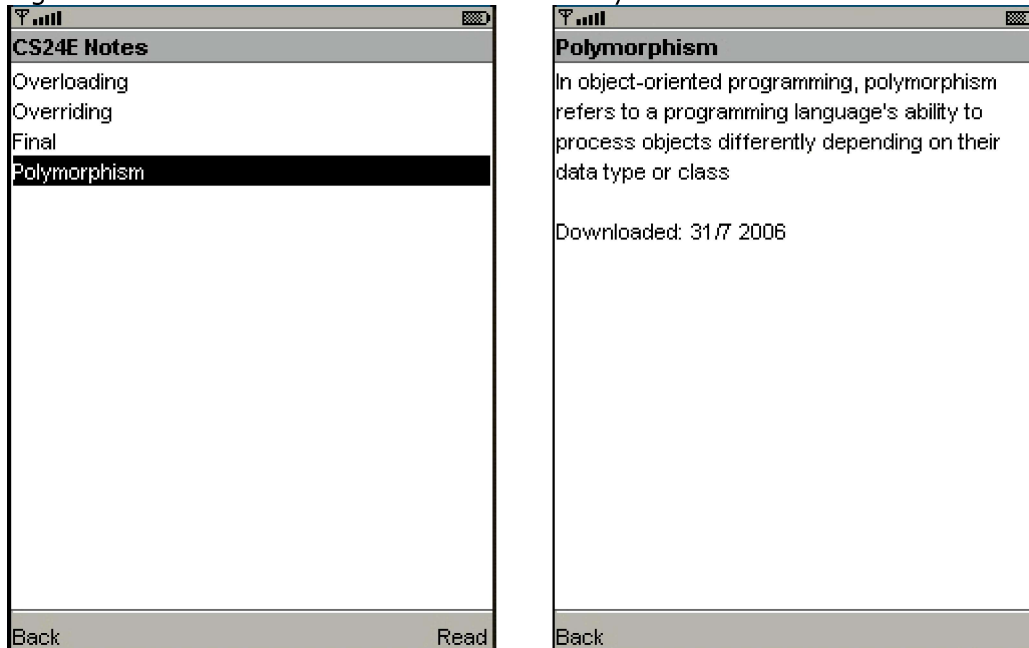 CS24E Notes
Overloading
Overriding
Final
Polymorphism
Back Read
Polymorphism
In object-oriented programming, polymorphism
refers to a programming language's ability to
process objects differently depending on their
data type or class
Downloaded: 31/7 2006
Back